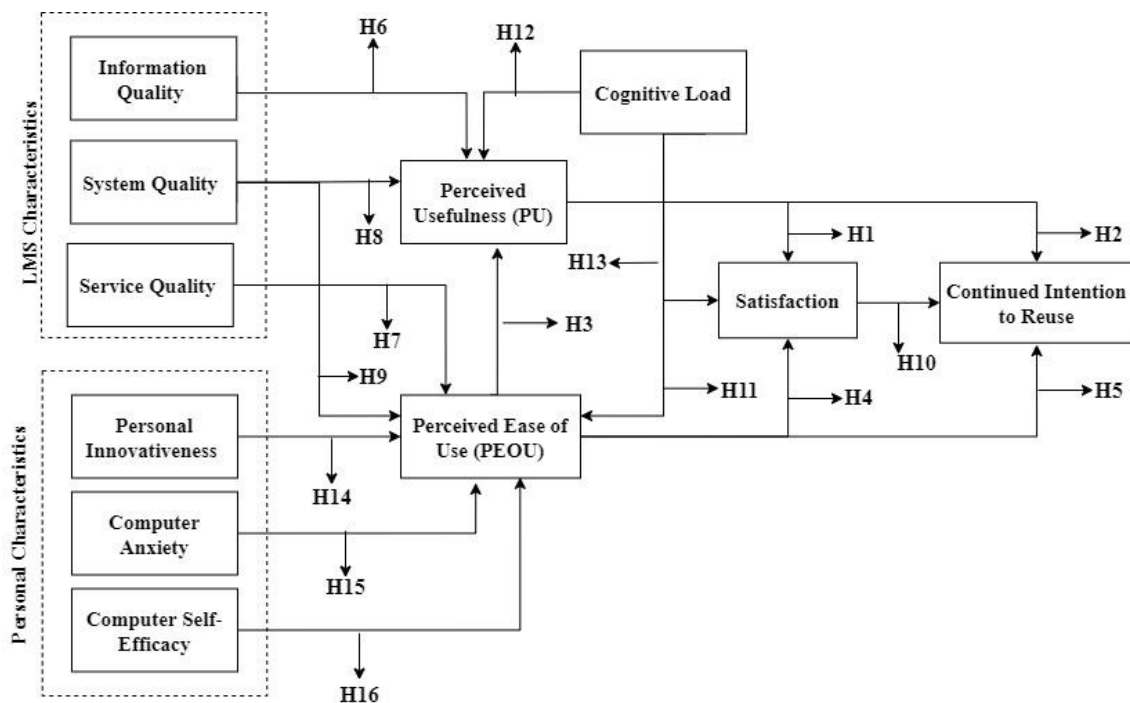 H6
H12
Information
Quality
Cognitive Load
LMS Characteristics
System Quality
Perceived
Usefulness (PU)
H8
H1
H2
H13
Service Quality
Satisfaction
Continued Intention
to Reuse
H3
H7
H10
H9
H11
H4
H5
Personal Characteristics
Personal
Innovativeness
Perceived Ease of
Use (PEOU)
H14
Computer
Anxiety
H15
Computer Self-
Efficacy
H16